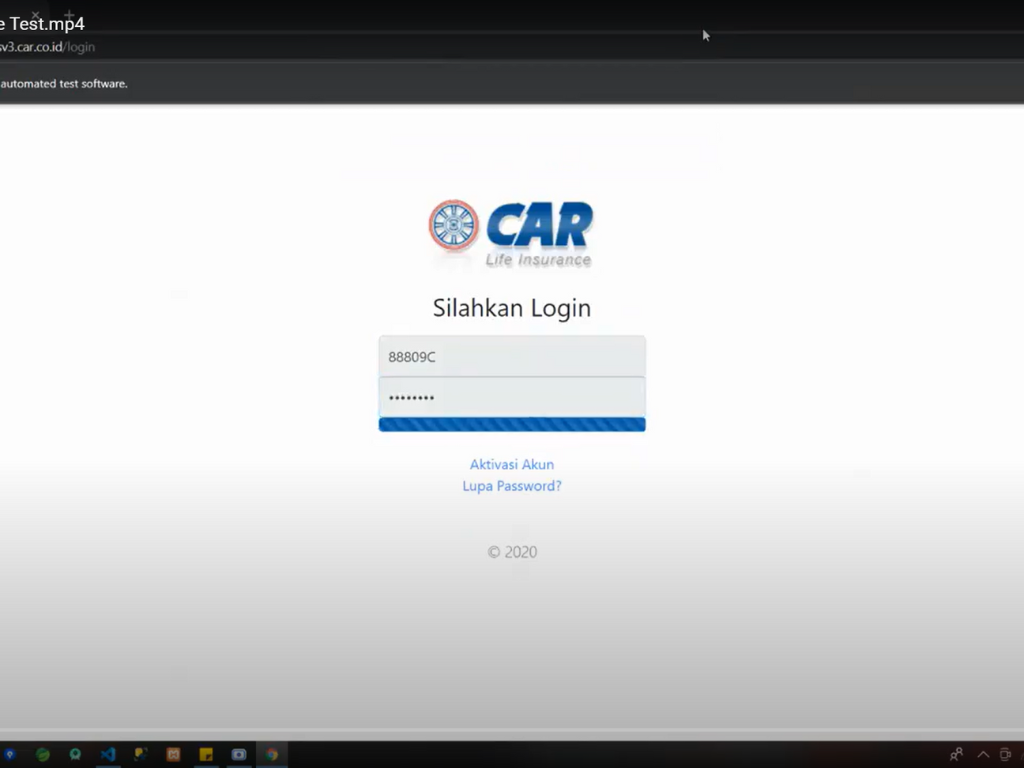 e Test.mp4
sv3.car.co.id/login
automated test software.
CAR
Life Insurance
Silahkan Login
88809C
••••••••
Aktivasi Akun
Lupa Password?
© 2020